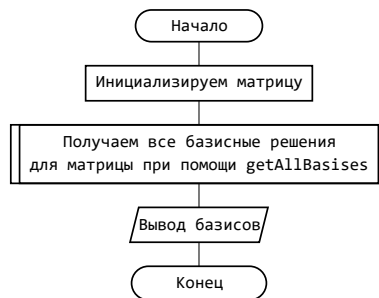 Начало
Инициализируем матрицу
Получаем все базисные решения
для матрицы при помощи getAllBasises
Вывод базисов
Конец